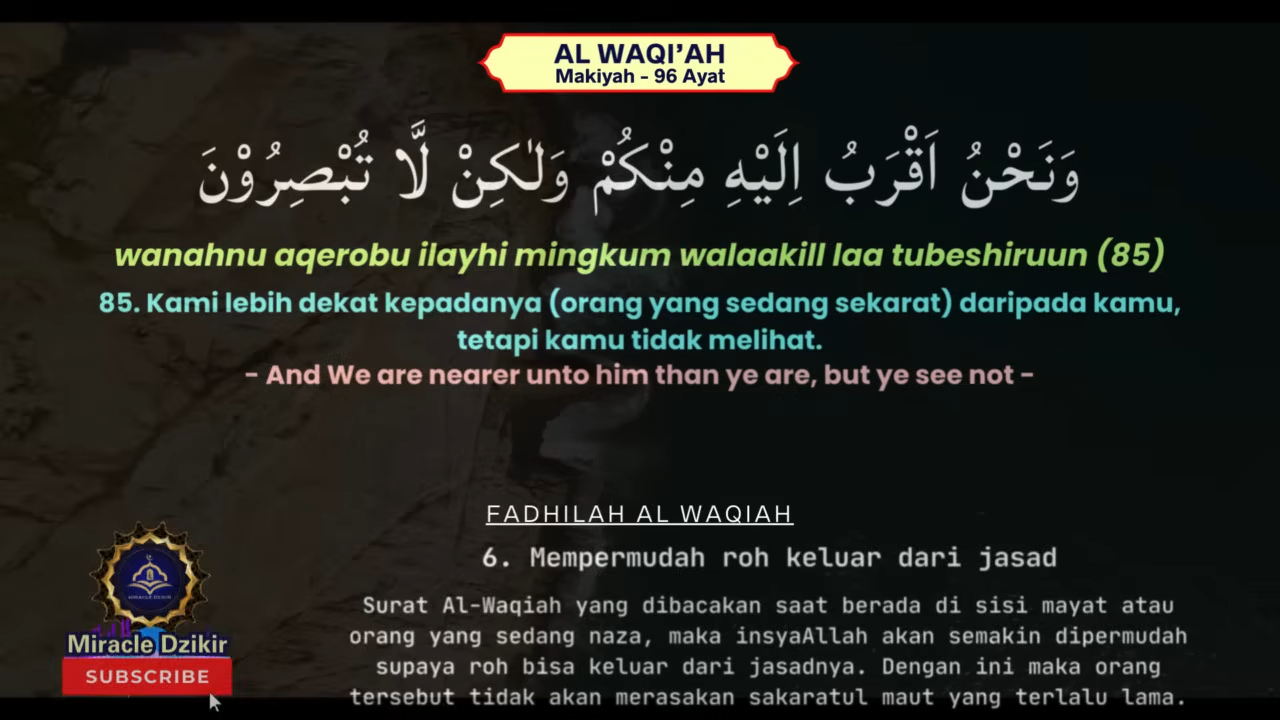 AL WAQI’AH
Makiyah - 96 Ayat
وَنَحْنُ اَقْرَبُ اِلَيْهِ مِنْكُمْ وَلٰكِنْ لَّا تُبْصِرُوْنَ
wanahnu aqerobu ilayhi mingkum walaakill laa tubeshiruun (85)
85. Kami lebih dekat kepadanya (orang yang sedang sekarat) daripada kamu,
tetapi kamu tidak melihat.
- And We are nearer unto him than ye are, but ye see not -
FADHILAH AL WAQIAH
6. Mempermudah roh keluar dari jasad
Surat Al-Waqiah yang dibacakan saat berada di sisi mayat atau
orang yang sedang naza, maka insyaAllah akan semakin dipermudah
supaya roh bisa keluar dari jasadnya. Dengan ini maka orang
tersebut tidak akan merasakan sakaratul maut yang terlalu lama.
MIRACLE DZIKIR
Miracle Dzikir
SUBSCRIBE